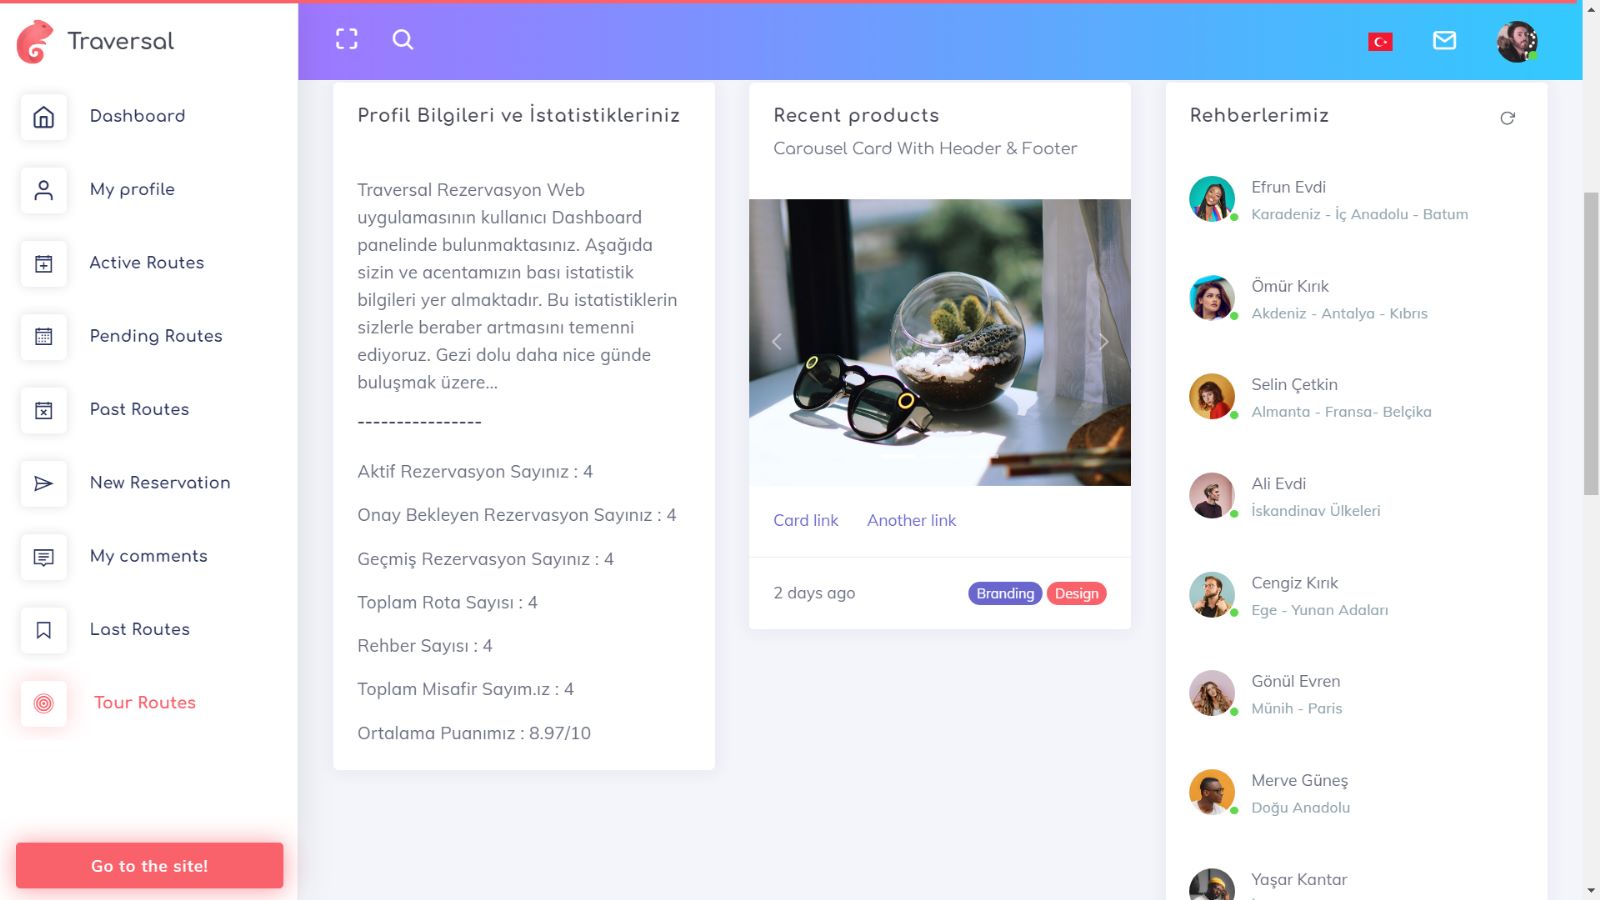 Traversal
Dashboard
My profile
Active Routes
Pending Routes
Past Routes
New Reservation
My comments
Last Routes
Tour Routes
Go to the site!
Profil Bilgileri ve İstatistikleriniz
Traversal Rezervasyon Web
uygulamasının kullanıcı Dashboard
panelinde bulunmaktasınız. Aşağıda
sizin ve acentamızın bası istatistik
bilgileri yer almaktadır. Bu istatistiklerin
sizlerle beraber artmasını temenni
ediyoruz. Gezi dolu daha nice günde
buluşmak üzere...
----------------
Aktif Rezervasyon Sayınız : 4
Onay Bekleyen Rezervasyon Sayınız : 4
Geçmiş Rezervasyon Sayınız : 4
Toplam Rota Sayısı : 4
Rehber Sayısı : 4
Toplam Misafir Sayım.ız : 4
Ortalama Puanımız : 8.97/10
Recent products
Carousel Card With Header & Footer
Card link Another link
2 days ago Branding Design
Rehberlerimiz
Efrun Evdi
Karadeniz - İç Anadolu - Batum
Ömür Kırık
Akdeniz - Antalya - Kıbrıs
Selin Çetkin
Almanta - Fransa- Belçika
Ali Evdi
İskandinav Ülkeleri
Cengiz Kırık
Ege - Yunan Adaları
Gönül Evren
Münih - Paris
Merve Güneş
Doğu Anadolu
Yaşar Kantar